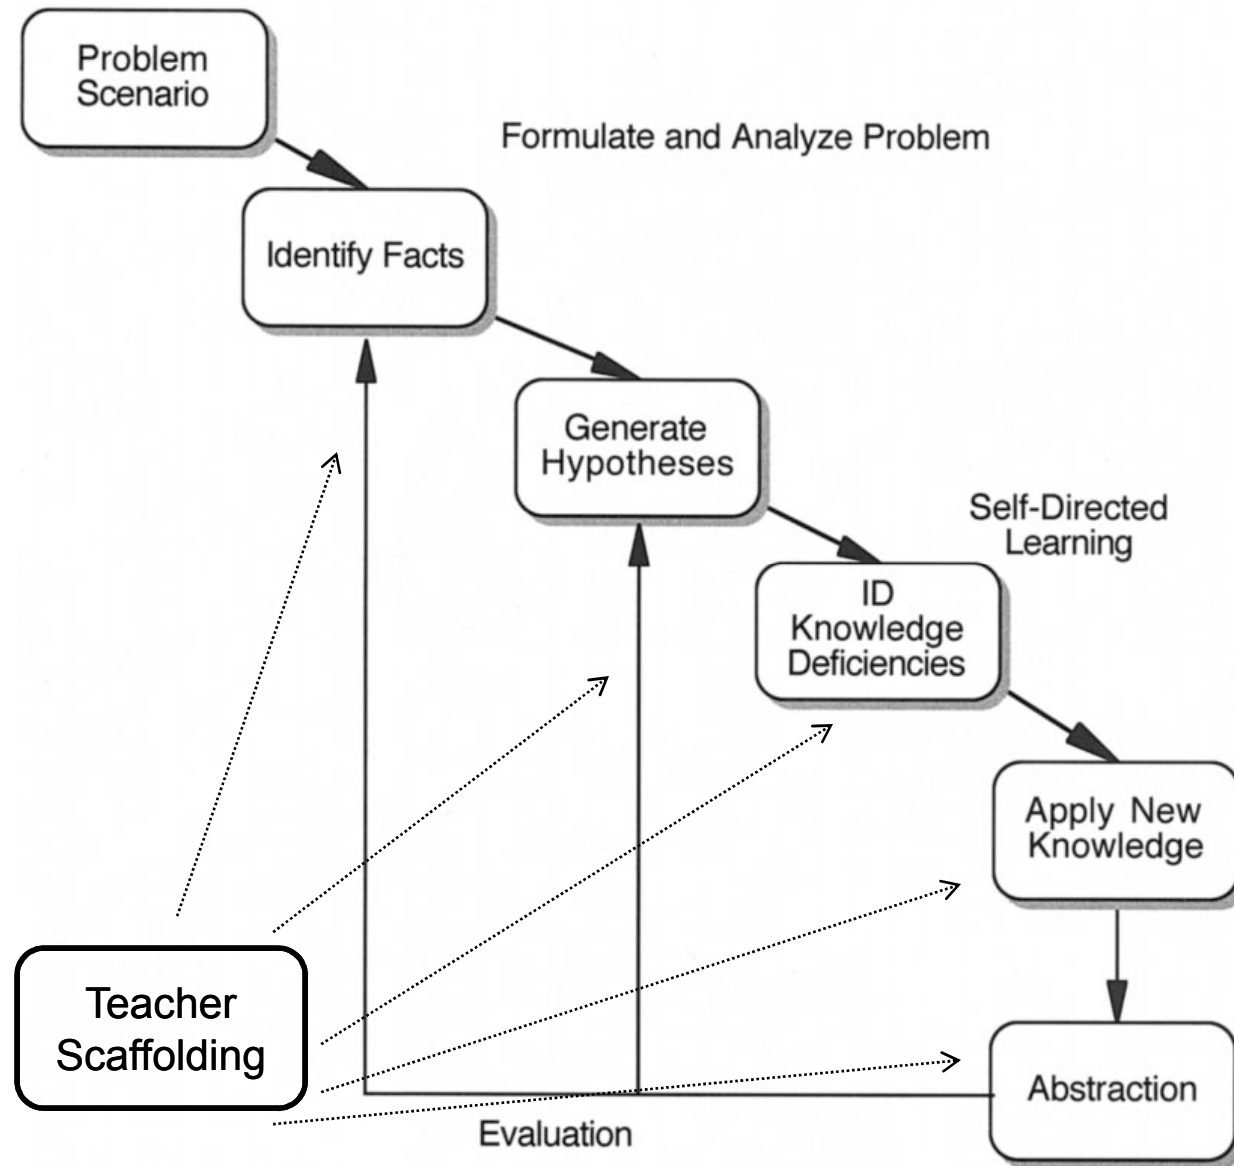 Problem
Scenario
Formulate and Analyze Problem
Identify Facts
Generate
Hypotheses
Self-Directed
Learning
ID
Knowledge
Deficiencies
Apply New
Knowledge
Teacher
Scaffolding
Abstraction
Evaluation